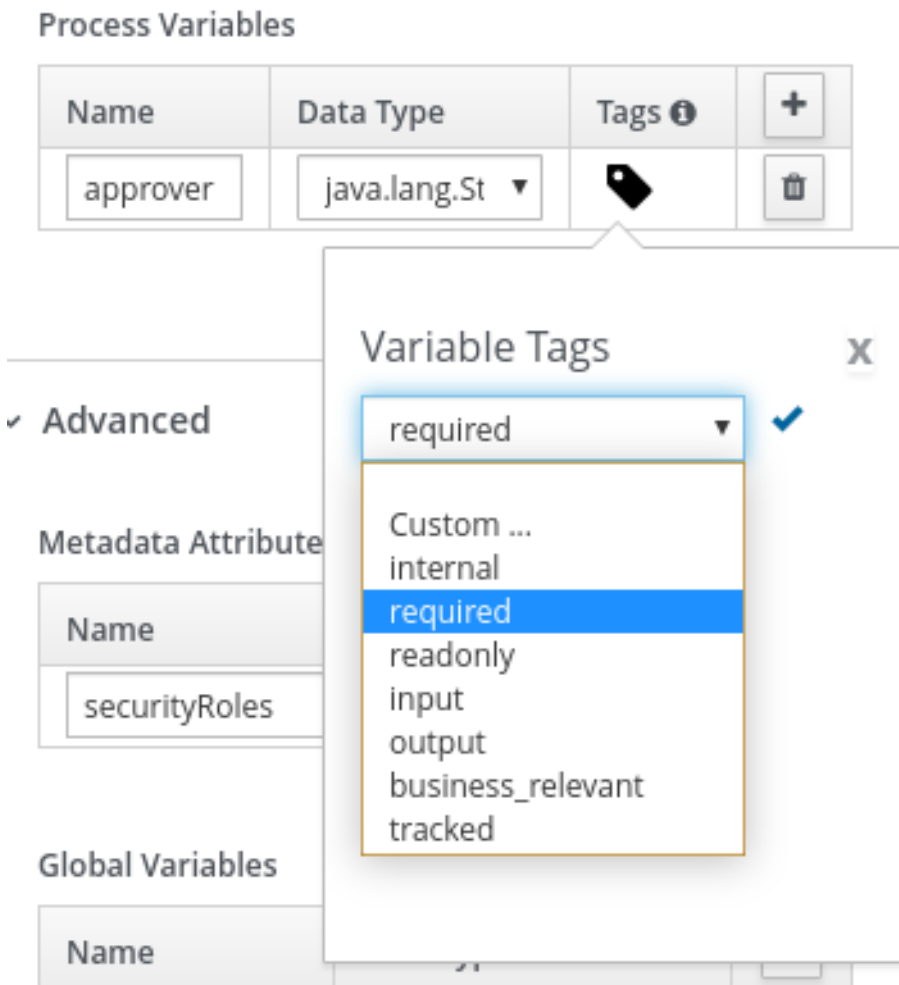 Process Variables
Name Data Type Tags
approver java.lang.St
Variable Tags X
required
Advanced
Custom ...
internal
required
readonly
input
output
business_relevant
tracked
Metadata Attribute
Name
securityRoles
Global Variables
Name